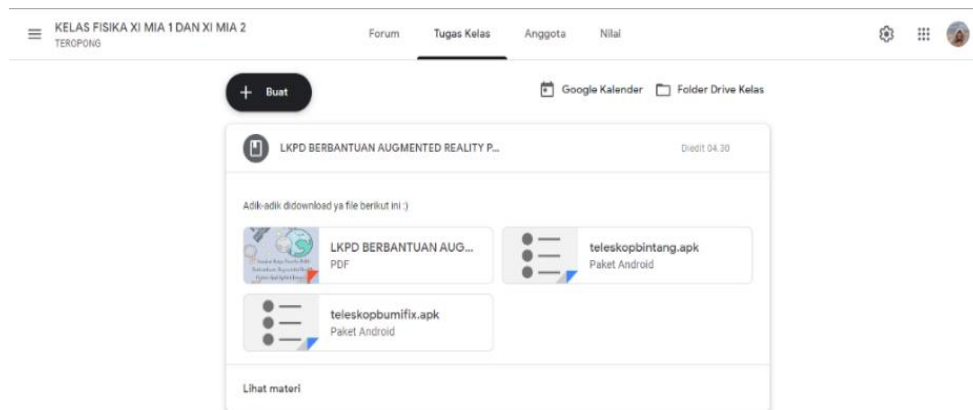 KELAS FISIKA XI MIA 1 DAN XI MIA 2
TEROPONG
Forum Tugas Kelas Anggota Nilai
Buat
Google Kalender Folder Drive Kelas
LKPD BERBANTUAN AUGMENTED REALITY P...
Diedit 04.30
Adik-adik didownload ya file berikut ini :)
LKPD BERBANTUAN AUG...
PDF
teleskopbintang.apk
Paket Android
teleskopbumifix.apk
Paket Android
Lihat materi